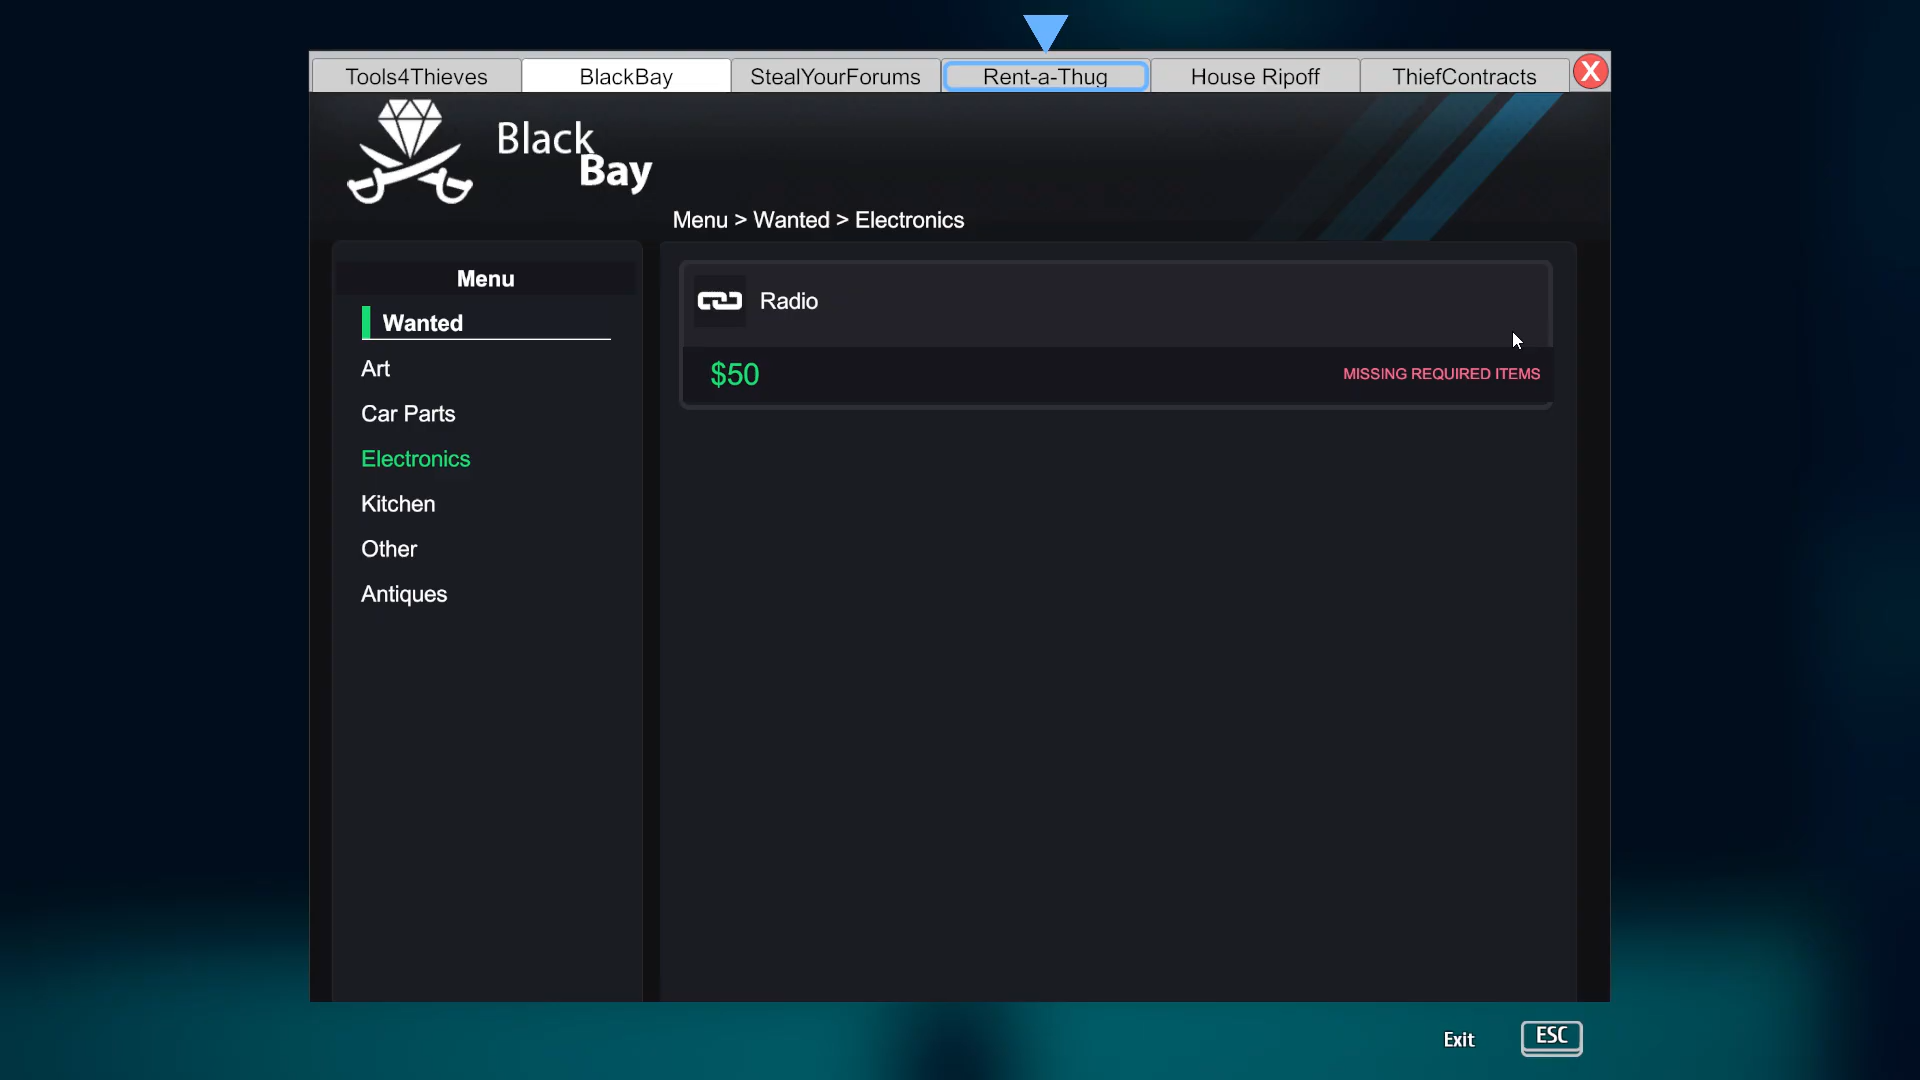 Tools4Thieves BlackBay StealYourForums Rent-a-Thug House Ripoff ThiefContracts X
Black
Bay
Menu > Wanted > Electronics
Menu
Wanted
Art
Car Parts
Electronics
Kitchen
Other
Antiques
Radio
$50 MISSING REQUIRED ITEMS
Exit ESC